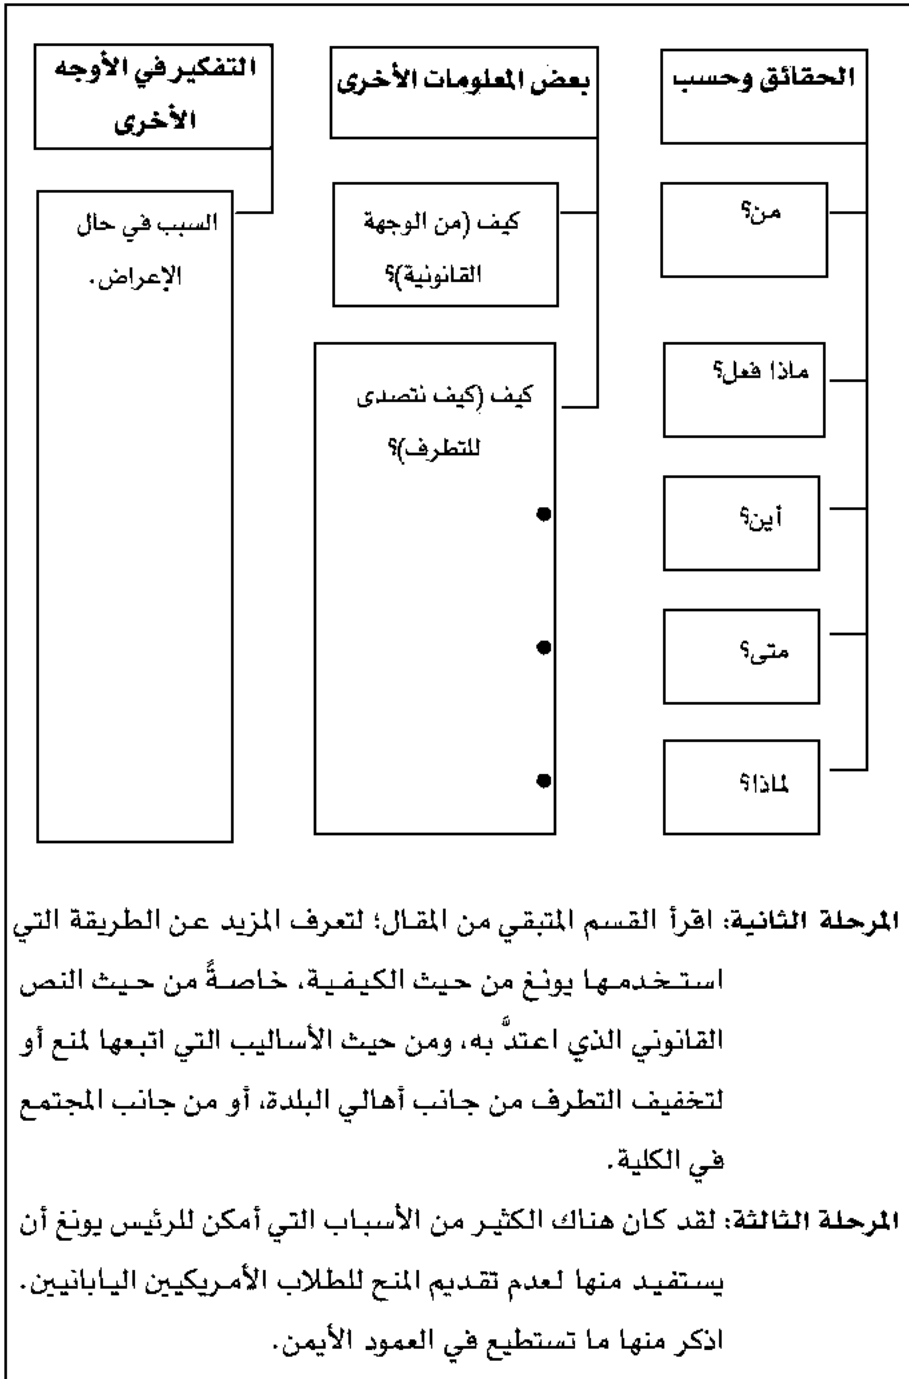 الحقائق وحسب
من؟
ماذا فعل؟
أين؟
متى؟
لماذا؟
بعض المعلومات الأخرى
كيف (من الوجهة
القانونية)؟
كيف (كيف نتصدى
للتطرف)؟
•
•
•
التفكير في الأوجه
الأخرى
السبب في حال
الإعراض.
المرحلة الثانية: اقرأ القسم المتبقي من المقال؛ لتعرف المزيد عن الطريقة التي
استخدمها يونغ من حيث الكيفية، خاصةً من حيث النص
القانوني الذي اعتدَّ به، ومن حيث الأساليب التي اتبعها لمنع أو
لتخفيف التطرف من جانب أهالي البلدة، أو من جانب المجتمع
في الكلية.
المرحلة الثالثة: لقد كان هناك الكثير من الأسباب التي أمكن للرئيس يونغ أن
يستفيد منها لعدم تقديم المنح للطلاب الأمريكيين اليابانيين.
اذكر منها ما تستطيع في العمود الأيمن.